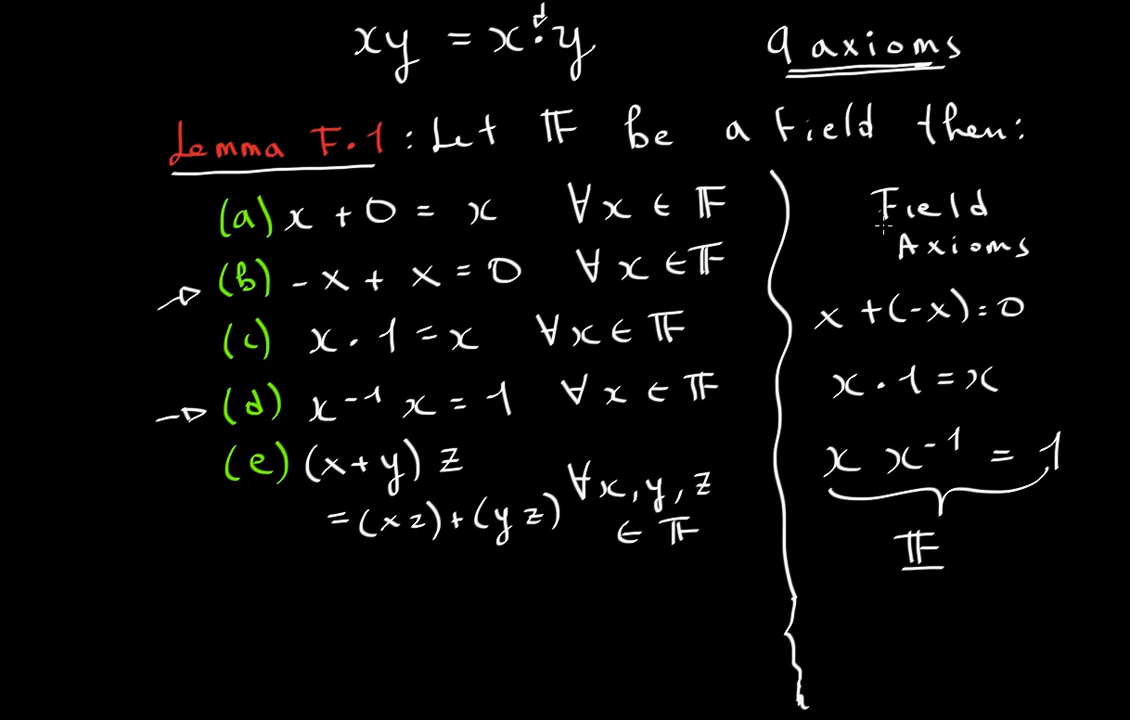 xy = x·y
9 axioms
Lemma F.1: Let 𝔽 be a Field then:
(a) x + 0 = x ∀x ∈ 𝔽
(b) -x + x = 0 ∀x ∈ 𝔽
(c) x · 1 = x ∀x ∈ 𝔽
(d) x⁻¹ x = 1 ∀x ∈ 𝔽
(e) (x+y) z
= (xz) + (yz) ∀x, y, z
∈ 𝔽
Field
Axioms
x + (-x) = 0
x · 1 = x
x x⁻¹ = 1
𝔽